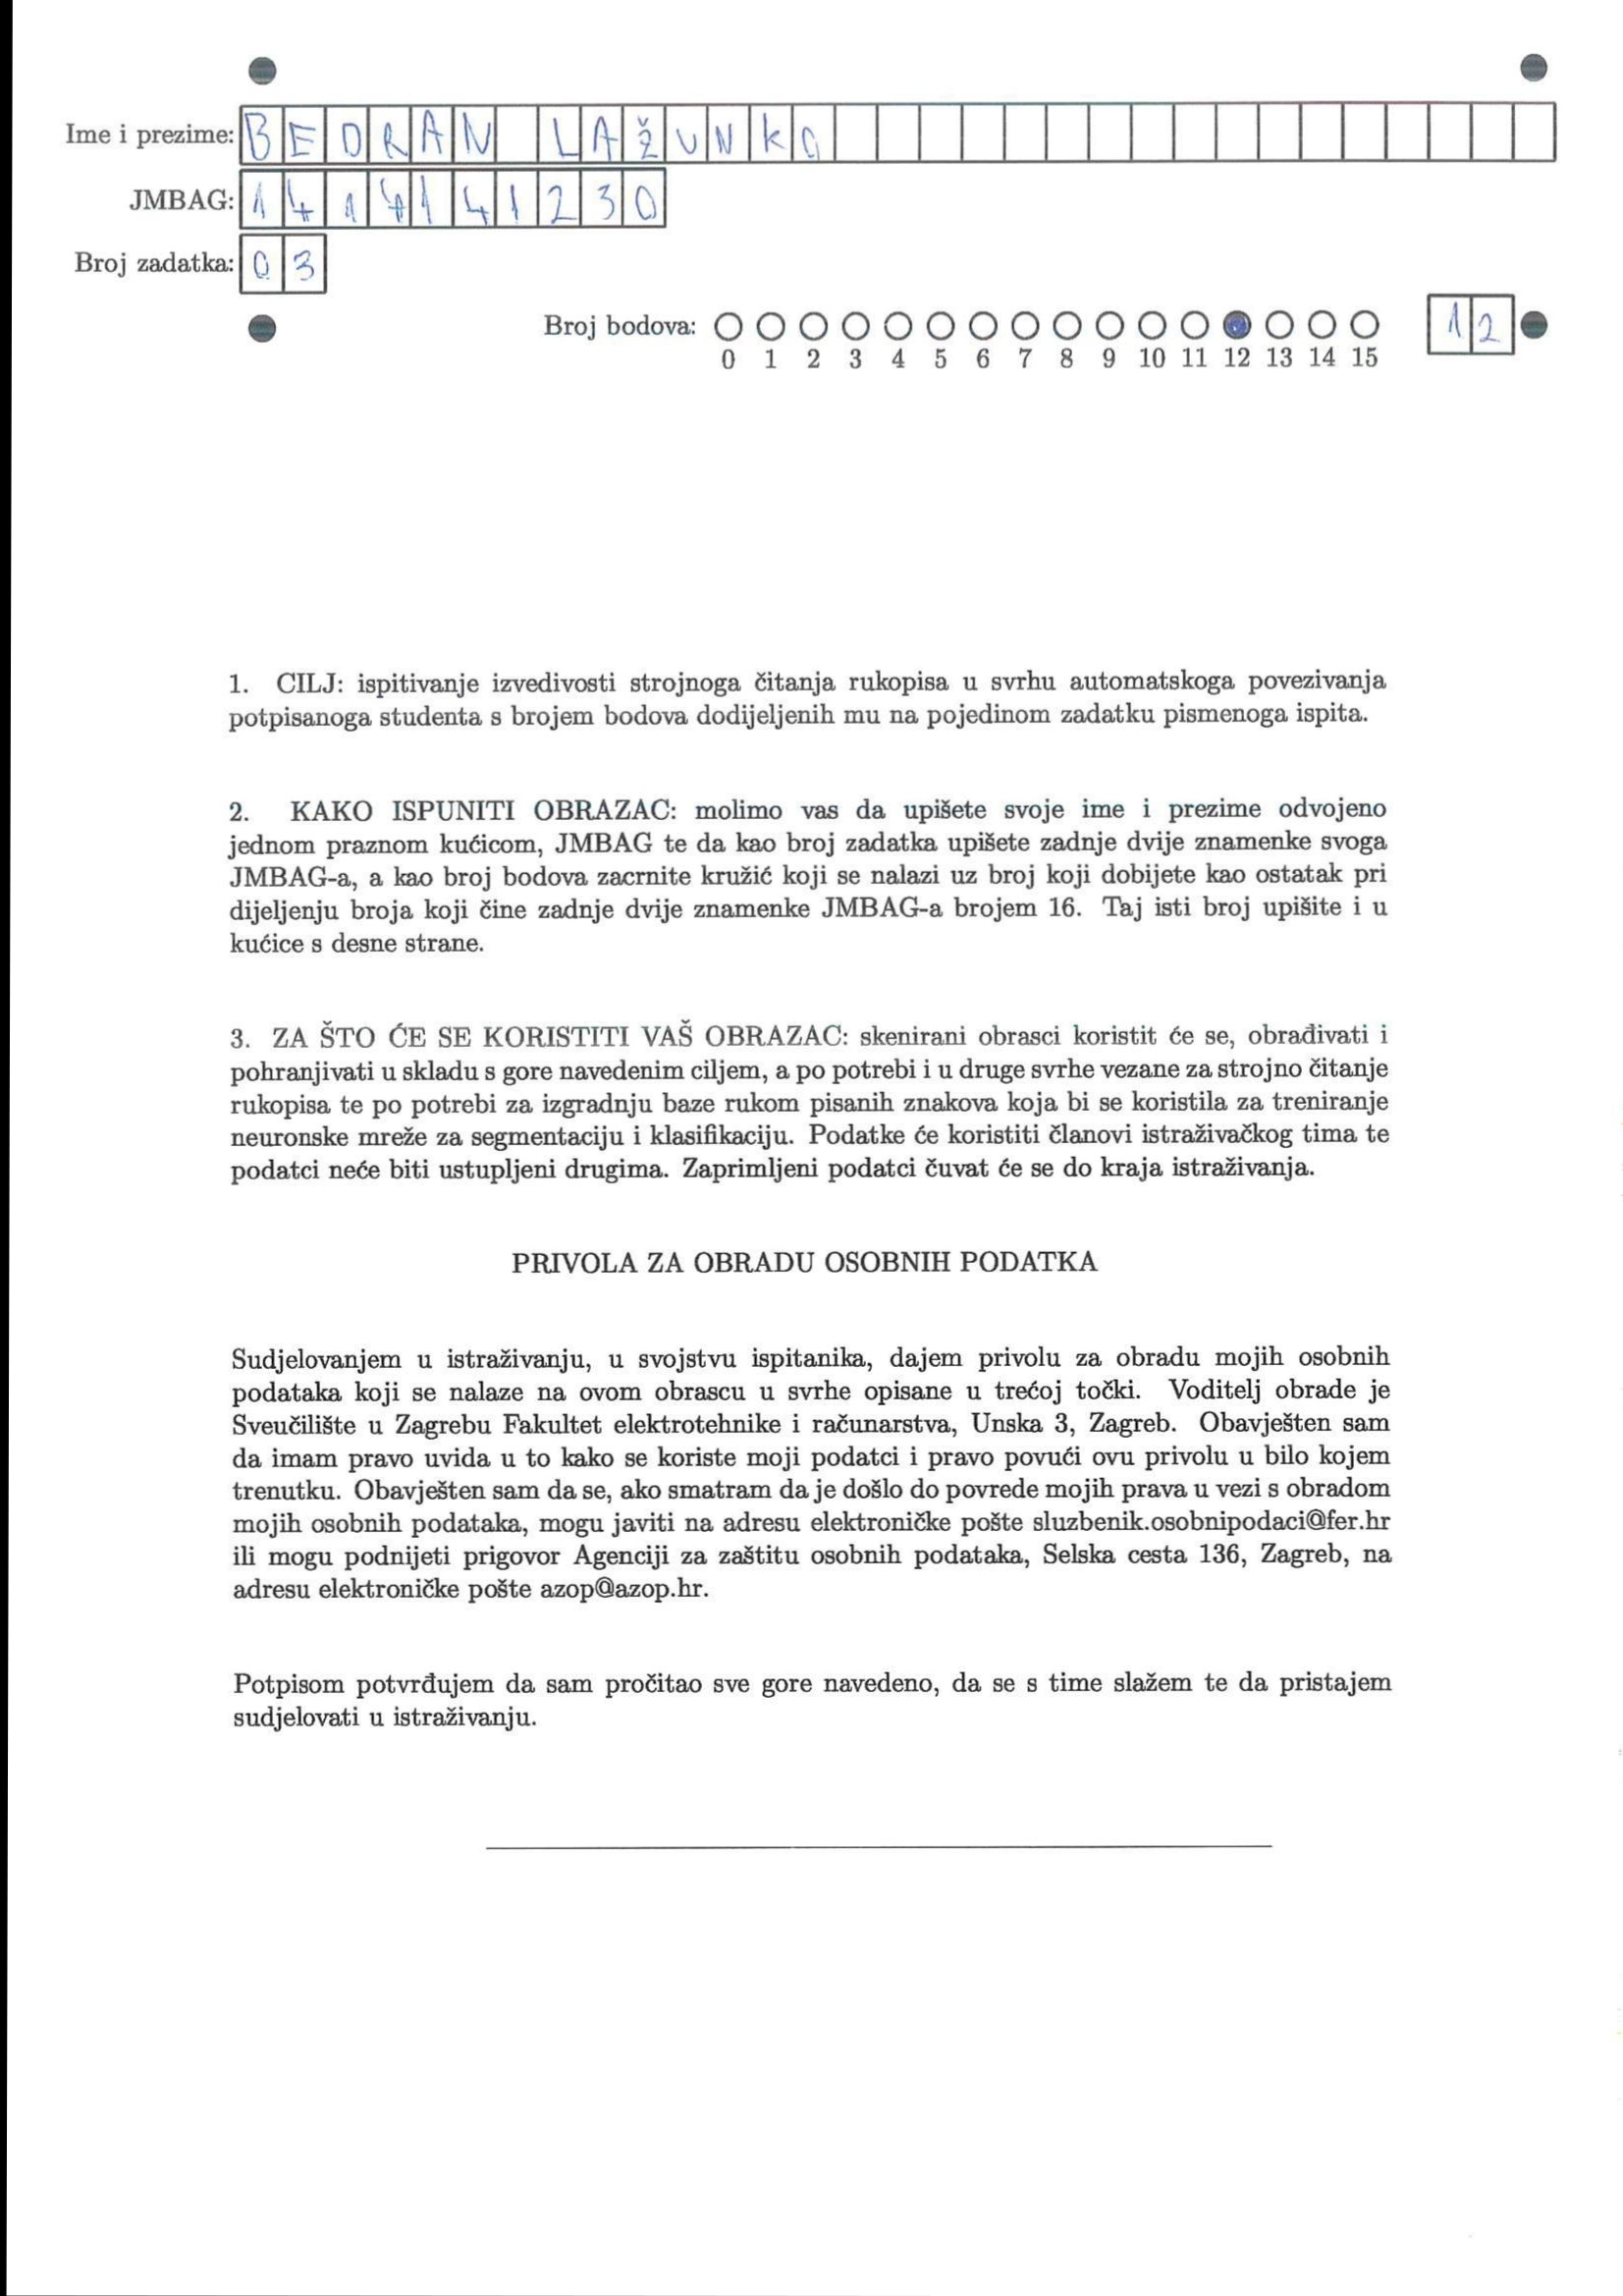 Ime i prezime: BEDRAN LAŽUNKO
JMBAG: 1414141230
Broj zadatka: 03
Broj bodova: 12
0 1 2 3 4 5 6 7 8 9 10 11 12 13 14 15
1. CILJ: ispitivanje izvedivosti strojnoga čitanja rukopisa u svrhu automatskoga povezivanja
potpisanoga studenta s brojem bodova dodijeljenih mu na pojedinom zadatku pismenoga ispita.
2. KAKO ISPUNITI OBRAZAC: molimo vas da upišete svoje ime i prezime odvojeno
jednom praznom kućicom, JMBAG te da kao broj zadatka upišete zadnje dvije znamenke svoga
JMBAG-a, a kao broj bodova zacrnite kružić koji se nalazi uz broj koji dobijete kao ostatak pri
dijeljenju broja koji čine zadnje dvije znamenke JMBAG-a brojem 16. Taj isti broj upišite i u
kućice s desne strane.
3. ZA ŠTO ĆE SE KORISTITI VAŠ OBRAZAC: skenirani obrasci koristit će se, obrađivati i
pohranjivati u skladu s gore navedenim ciljem, a po potrebi i u druge svrhe vezane za strojno čitanje
rukopisa te po potrebi za izgradnju baze rukom pisanih znakova koja bi se koristila za treniranje
neuronske mreže za segmentaciju i klasifikaciju. Podatke će koristiti članovi istraživačkog tima te
podatci neće biti ustupljeni drugima. Zaprimljeni podatci čuvat će se do kraja istraživanja.
PRIVOLA ZA OBRADU OSOBNIH PODATKA
Sudjelovanjem u istraživanju, u svojstvu ispitanika, dajem privolu za obradu mojih osobnih
podataka koji se nalaze na ovom obrascu u svrhe opisane u trećoj točki. Voditelj obrade je
Sveučilište u Zagrebu Fakultet elektrotehnike i računarstva, Unska 3, Zagreb. Obavješten sam
da imam pravo uvida u to kako se koriste moji podatci i pravo povući ovu privolu u bilo kojem
trenutku. Obavješten sam da se, ako smatram da je došlo do povrede mojih prava u vezi s obradom
mojih osobnih podataka, mogu javiti na adresu elektroničke pošte sluzbenik.osobnipodaci@fer.hr
ili mogu podnijeti prigovor Agenciji za zaštitu osobnih podataka, Selska cesta 136, Zagreb, na
adresu elektroničke pošte azop@azop.hr.
Potpisom potvrđujem da sam pročitao sve gore navedeno, da se s time slažem te da pristajem
sudjelovati u istraživanju.